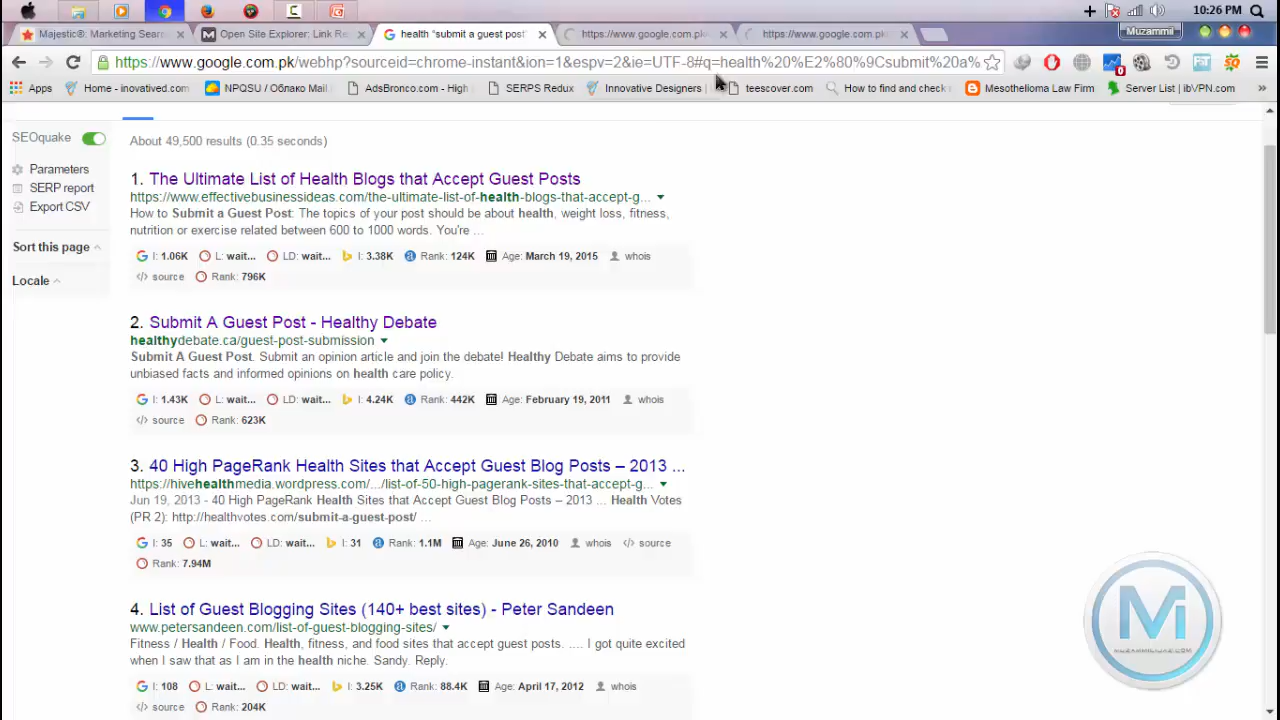 10:26 PM
Majestic®: Marketing Sear
Open Site Explorer: Link Re
health “submit a guest post”
https://www.google.com.pk
https://www.google.com.p
Muzammil
https://www.google.com.pk/webhp?sourceid=chrome-instant&ion=1&espv=2&ie=UTF-8#q=health%20%E2%80%9Csubmit%20a%
Apps
Home - inovatived.com
NPQSU / Облако Mail
AdsBronze.com - High
SERPS Redux
Innovative Designers
teescover.com
How to find and check
Mesothelioma Law Firm
Server List | ibVPN.com
»
SEOquake
Parameters
SERP report
Export CSV
Sort this page
Locale
About 49,500 results (0.35 seconds)
1. The Ultimate List of Health Blogs that Accept Guest Posts
https://www.effectivebusinessideas.com/the-ultimate-list-of-health-blogs-that-accept-g...
How to Submit a Guest Post: The topics of your post should be about health, weight loss, fitness,
nutrition or exercise related between 600 to 1000 words. You're ...
I: 1.06K L: wait... LD: wait... I: 3.38K Rank: 124K Age: March 19, 2015 whois
</> source Rank: 796K
2. Submit A Guest Post - Healthy Debate
healthydebate.ca/guest-post-submission
Submit A Guest Post. Submit an opinion article and join the debate! Healthy Debate aims to provide
unbiased facts and informed opinions on health care policy.
I: 1.43K L: wait... LD: wait... I: 4.24K Rank: 442K Age: February 19, 2011 whois
</> source Rank: 623K
3. 40 High PageRank Health Sites that Accept Guest Blog Posts – 2013 ...
https://hivehealthmedia.wordpress.com/.../list-of-50-high-pagerank-sites-that-accept-g...
Jun 19, 2013 - 40 High PageRank Health Sites that Accept Guest Blog Posts – 2013 ... Health Votes
(PR 2): http://healthvotes.com/submit-a-guest-post/ ...
I: 35 L: wait... LD: wait... I: 31 Rank: 1.1M Age: June 26, 2010 whois </> source
Rank: 7.94M
4. List of Guest Blogging Sites (140+ best sites) - Peter Sandeen
www.petersandeen.com/list-of-guest-blogging-sites/
Fitness / Health / Food. Health, fitness, and food sites that accept guest posts. .... I got quite excited
when I saw that as I am in the health niche. Sandy. Reply.
I: 108 L: wait... LD: wait... I: 3.25K Rank: 88.4K Age: April 17, 2012 whois
</> source Rank: 204K